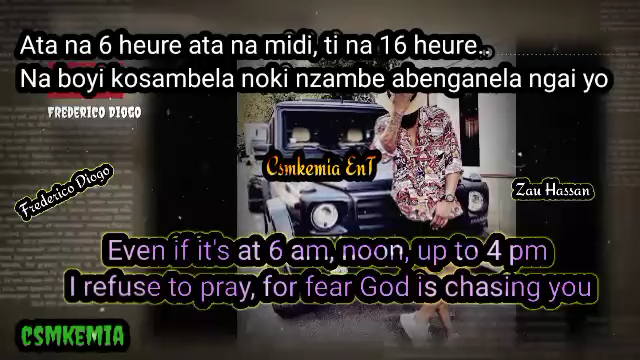 Ata na 6 heure ata na midi, ti na 16 heure..
Na boyi kosambela noki nzambe abenganela ngai yo
FREDERICO DIOGO
Csmkemia EnT
Frederico Diogo
Zau Hassan
Even if it's at 6 am, noon, up to 4 pm
I refuse to pray, for fear God is chasing you
CSMKEMIA